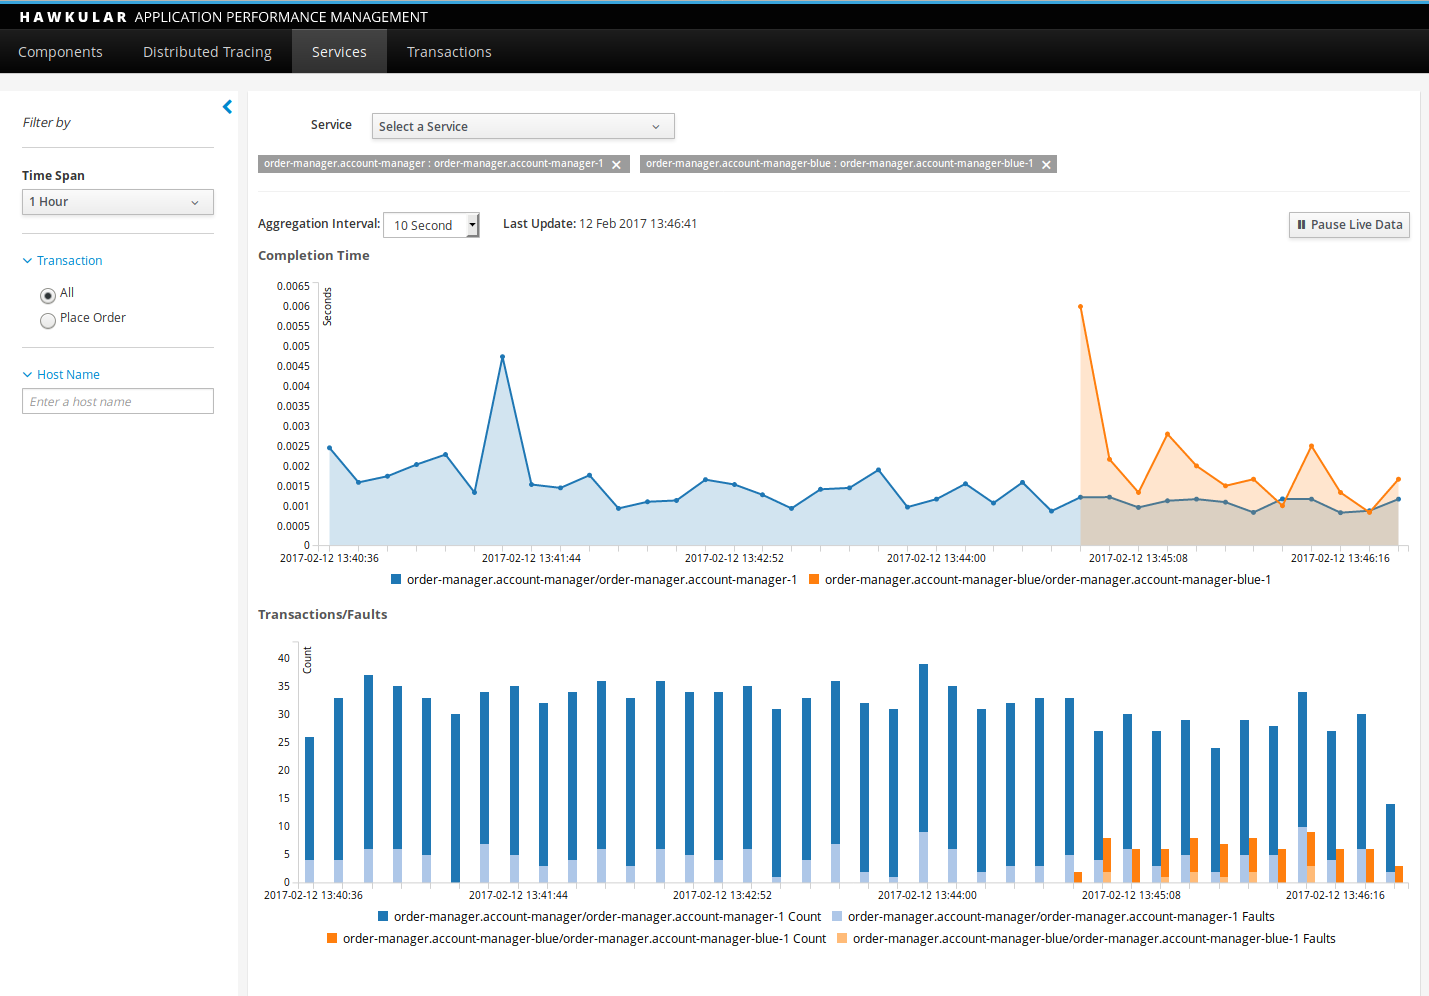 HAWKULAR APPLICATION PERFORMANCE MANAGEMENT
Components Distributed Tracing Services Transactions
Filter by
Time Span
1 Hour
Transaction
All
Place Order
Host Name
Enter a host name
Service Select a Service
order-manager.account-manager : order-manager.account-manager-1 order-manager.account-manager-blue : order-manager.account-manager-blue-1
Aggregation Interval: 10 Second Last Update: 12 Feb 2017 13:46:41 Pause Live Data
Completion Time
Seconds
0.0065
0.006
0.0055
0.005
0.0045
0.004
0.0035
0.003
0.0025
0.002
0.0015
0.001
0.0005
0
2017-02-12 13:40:36 2017-02-12 13:41:44 2017-02-12 13:42:52 2017-02-12 13:44:00 2017-02-12 13:45:08 2017-02-12 13:46:16
order-manager.account-manager/order-manager.account-manager-1 order-manager.account-manager-blue/order-manager.account-manager-blue-1
Transactions/Faults
Count
40
35
30
25
20
15
10
5
0
2017-02-12 13:40:36 2017-02-12 13:41:44 2017-02-12 13:42:52 2017-02-12 13:44:00 2017-02-12 13:45:08 2017-02-12 13:46:16
order-manager.account-manager/order-manager.account-manager-1 Count order-manager.account-manager/order-manager.account-manager-1 Faults
order-manager.account-manager-blue/order-manager.account-manager-blue-1 Count order-manager.account-manager-blue/order-manager.account-manager-blue-1 Faults